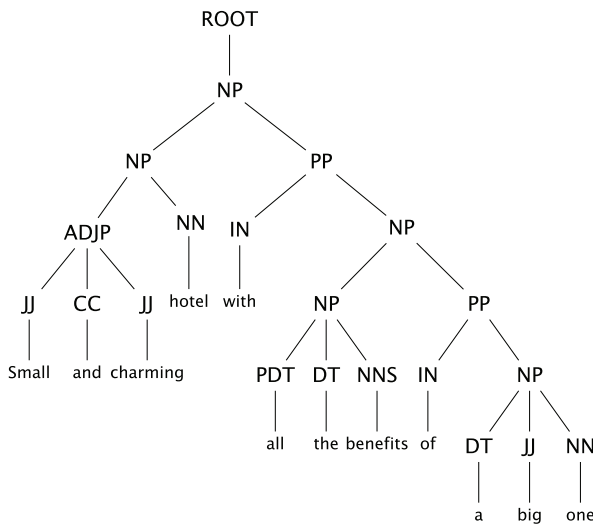 ROOT
NP
NP PP
ADJP NN IN NP
JJ CC JJ hotel with NP PP
Small and charming PDT DT NNS IN NP
all the benefits of DT JJ NN
a big one